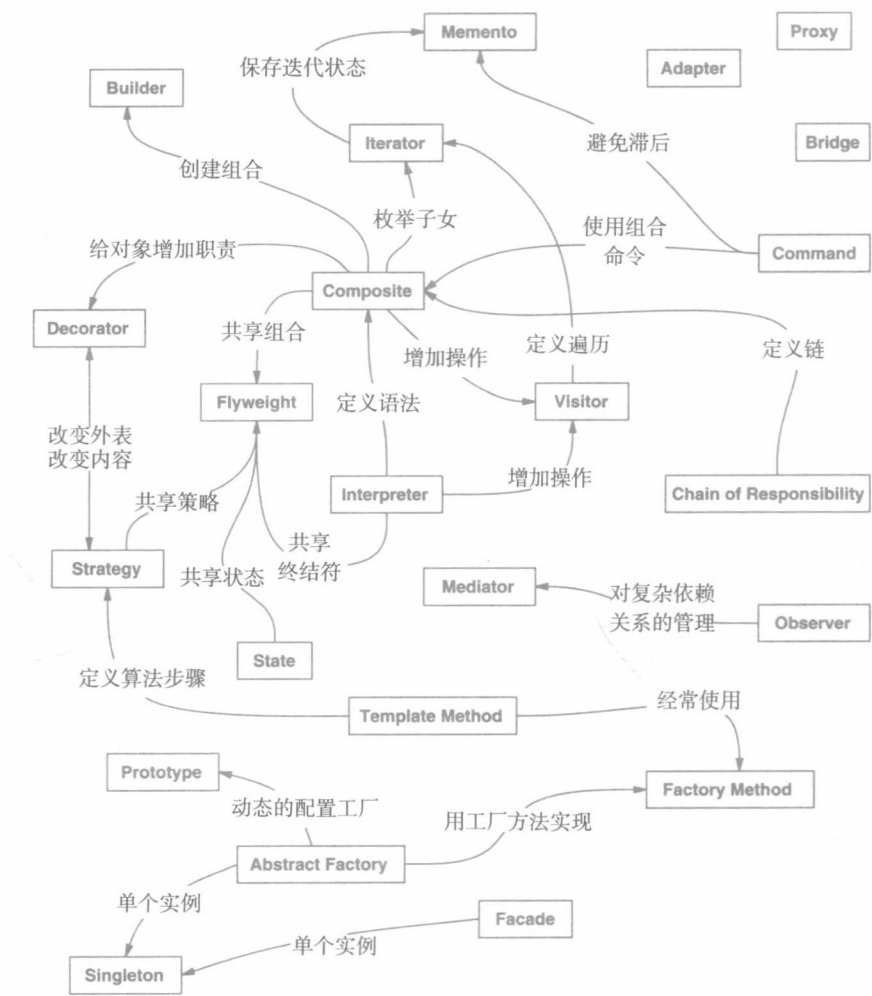 Memento
Proxy
Adapter
保存迭代状态
Builder
Iterator
避免滞后
Bridge
创建组合
枚举子女
使用组合
命令
Command
给对象增加职责
Composite
Decorator
共享组合
增加操作
定义遍历
定义链
Flyweight
定义语法
Visitor
改变外表
改变内容
Interpreter
增加操作
Chain of Responsibility
共享策略
共享
终结符
Strategy
共享状态
Mediator
对复杂依赖
关系的管理
Observer
State
定义算法步骤
Template Method
经常使用
Prototype
Factory Method
动态的配置工厂
用工厂方法实现
Abstract Factory
单个实例
Facade
单个实例
Singleton